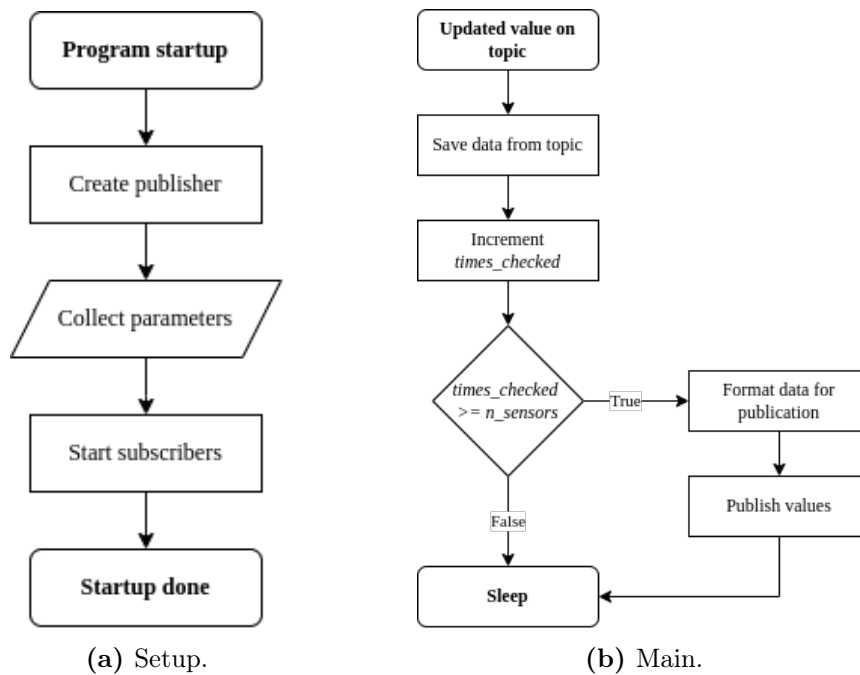 Program startup
Create publisher
Collect parameters
Start subscribers
Startup done
(a) Setup.
Updated value on
topic
Save data from topic
Increment
times_checked
times_checked
>= n_sensors
True
Format data for
publication
Publish values
False
Sleep
(b) Main.